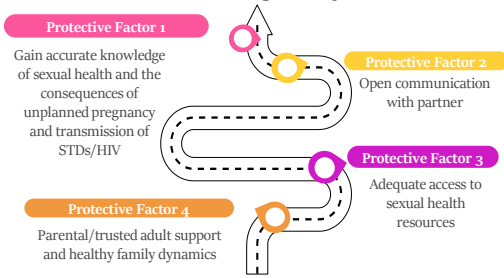 Protective Factor 1
Gain accurate knowledge
of sexual health and the
consequences of
unplanned pregnancy
and transmission of
STDs/HIV
Protective Factor 2
Open communication
with partner
Protective Factor 3
Adequate access to
sexual health
resources
Protective Factor 4
Parental/trusted adult support
and healthy family dynamics